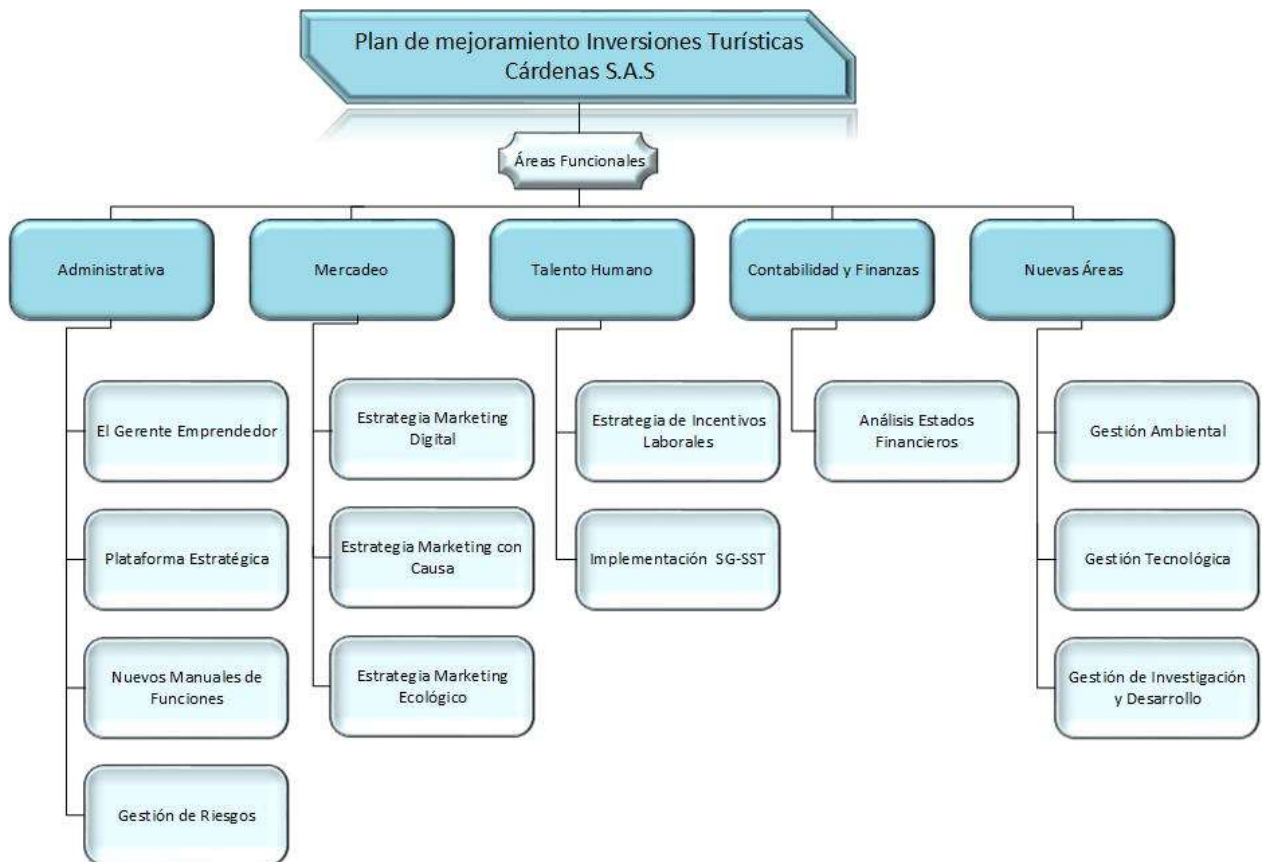 Plan de mejoramiento Inversiones Turísticas
Cárdenas S.A.S
Áreas Funcionales
Administrativa
Mercadeo
Talento Humano
Contabilidad y Finanzas
Nuevas Áreas
El Gerente Emprendedor
Estrategia Marketing
Digital
Estrategia de Incentivos
Laborales
Análisis Estados
Financieros
Gestión Ambiental
Plataforma Estratégica
Estrategia Marketing con
Causa
Implementación SG-SST
Gestión Tecnológica
Nuevos Manuales de
Funciones
Estrategia Marketing
Ecológico
Gestión de Investigación
y Desarrollo
Gestión de Riesgos